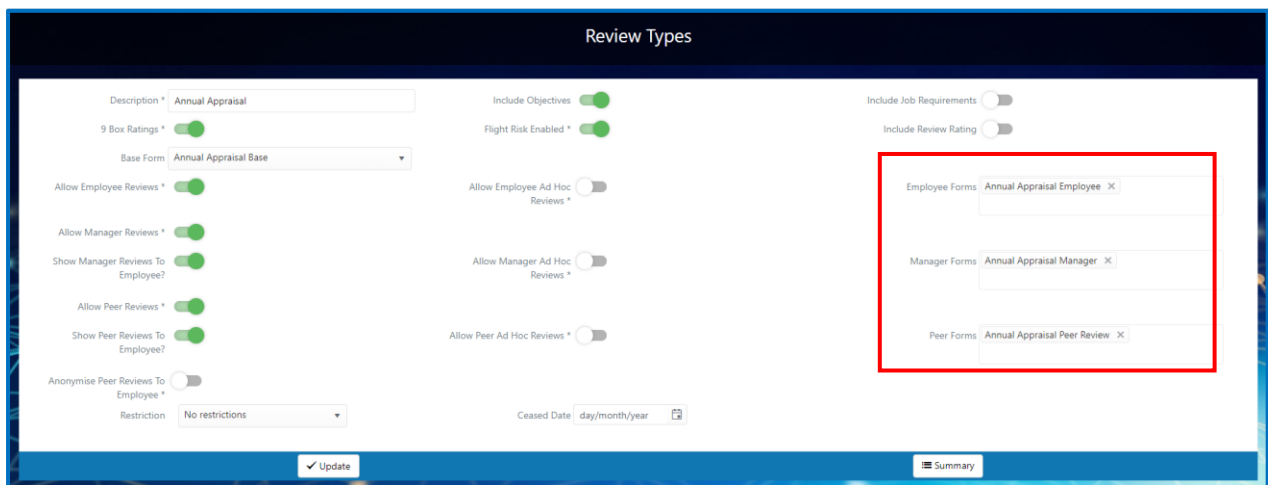 Review Types
Description * Annual Appraisal Include Objectives Include Job Requirements
9 Box Ratings * Flight Risk Enabled * Include Review Rating
Base Form Annual Appraisal Base
Allow Employee Reviews * Allow Employee Ad Hoc Employee Forms Annual Appraisal Employee ×
Reviews *
Allow Manager Reviews *
Show Manager Reviews To Allow Manager Ad Hoc Manager Forms Annual Appraisal Manager ×
Employee? Reviews *
Allow Peer Reviews *
Show Peer Reviews To Allow Peer Ad Hoc Reviews * Peer Forms Annual Appraisal Peer Review ×
Employee?
Anonymise Peer Reviews To
Employee *
Restriction No restrictions Ceased Date day/month/year
Update Summary